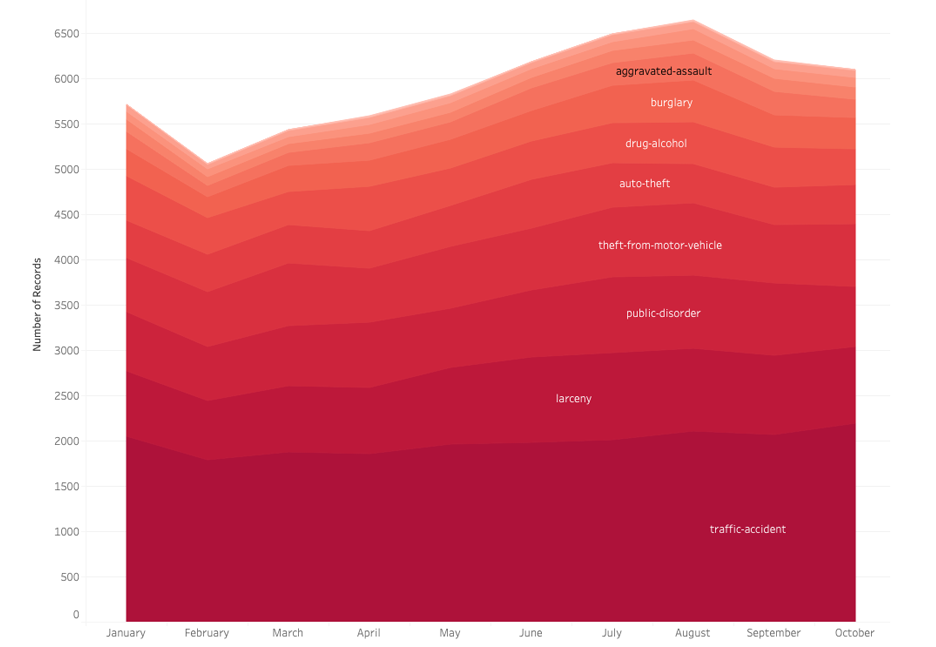 6500
6000
5500
5000
4500
4000
3500
3000
2500
2000
1500
1000
500
0
Number of Records
aggravated-assault
burglary
drug-alcohol
auto-theft
theft-from-motor-vehicle
public-disorder
larceny
traffic-accident
January February March April May June July August September October